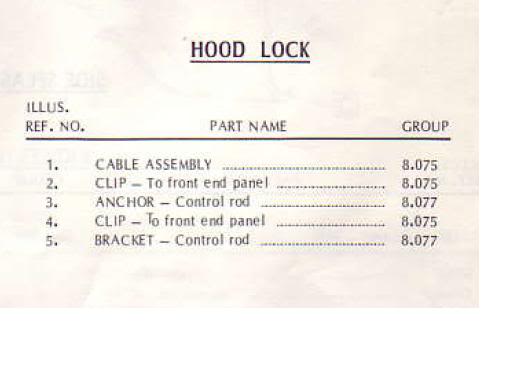 HOOD LOCK
ILLUS.
REF. NO. PART NAME GROUP
1. CABLE ASSEMBLY ........................................ 8.075
2. CLIP — To front end panel ........................... 8.075
3. ANCHOR — Control rod ................................ 8.077
4. CLIP — To front end panel ........................... 8.075
5. BRACKET — Control rod ............................... 8.077